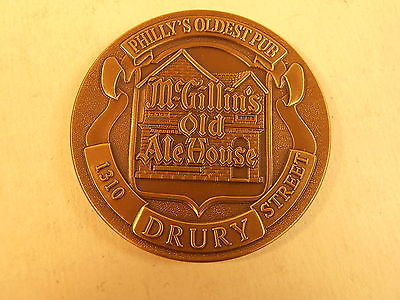 PHILLY'S OLDEST PUB
McGillin's
Old
Ale House
1310
DRURY
STREET